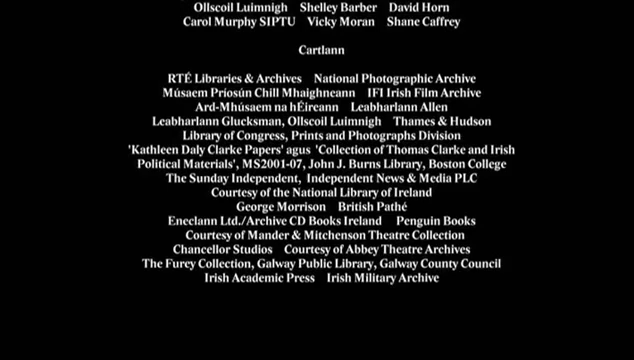 Ollscoil Luimnigh Shelley Barber David Horn
Carol Murphy SIPTU Vicky Moran Shane Caffrey
Cartlann
RTÉ Libraries & Archives National Photographic Archive
Músaem Príosún Chill Mhaighneann IFI Irish Film Archive
Ard-Mhúsaem na hÉireann Leabharlann Allen
Leabharlann Glucksman, Ollscoil Luimnigh Thames & Hudson
Library of Congress, Prints and Photographs Division
'Kathleen Daly Clarke Papers' agus 'Collection of Thomas Clarke and Irish
Political Materials', MS2001-07, John J. Burns Library, Boston College
The Sunday Independent, Independent News & Media PLC
Courtesy of the National Library of Ireland
George Morrison British Pathé
Eneclann Ltd./Archive CD Books Ireland Penguin Books
Courtesy of Mander & Mitchenson Theatre Collection
Chancellor Studios Courtesy of Abbey Theatre Archives
The Furey Collection, Galway Public Library, Galway County Council
Irish Academic Press Irish Military Archive